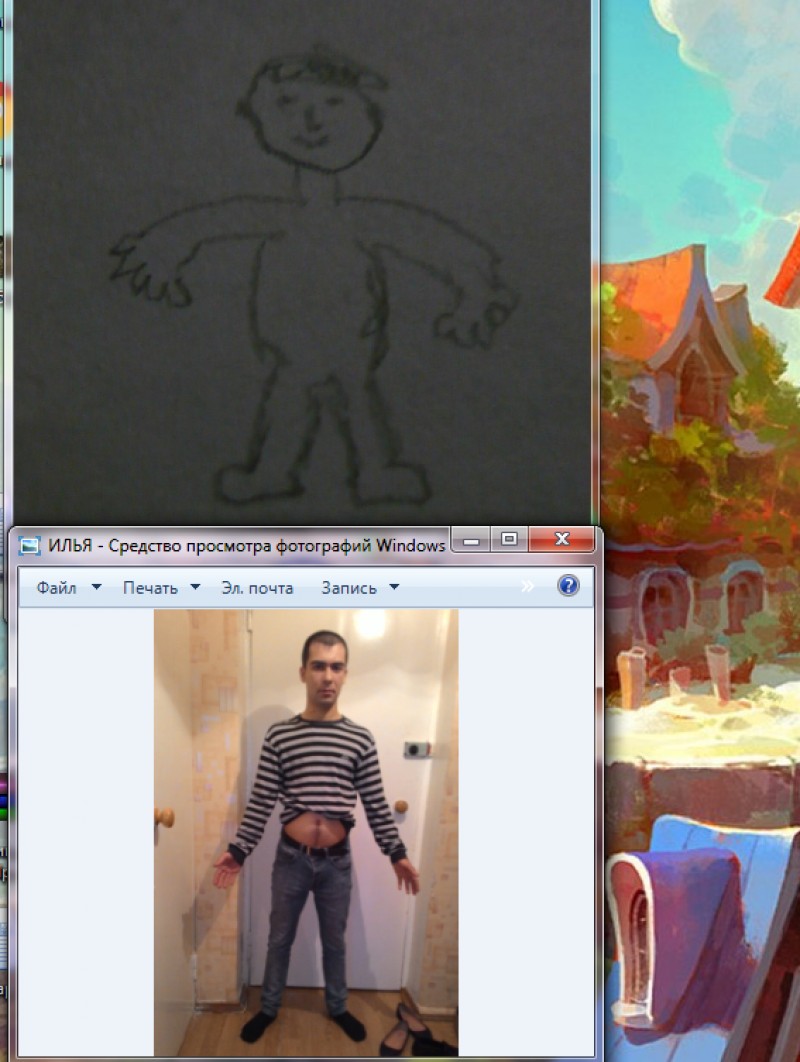 ИЛЬЯ - Средство просмотра фотографий Windows
Файл Печать Эл. почта Запись